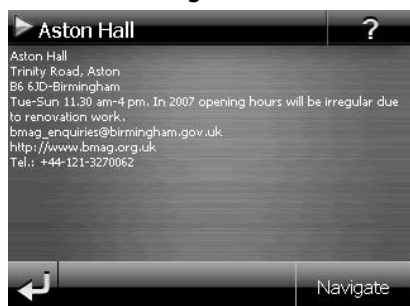 Aston Hall
?
Aston Hall
Trinity Road, Aston
B6 6JD-Birmingham
Tue-Sun 11.30 am-4 pm. In 2007 opening hours will be irregular due
to renovation work.
bmag_enquiries@birmingham.gov.uk
http://www.bmag.org.uk
Tel.: +44-121-3270062
Navigate